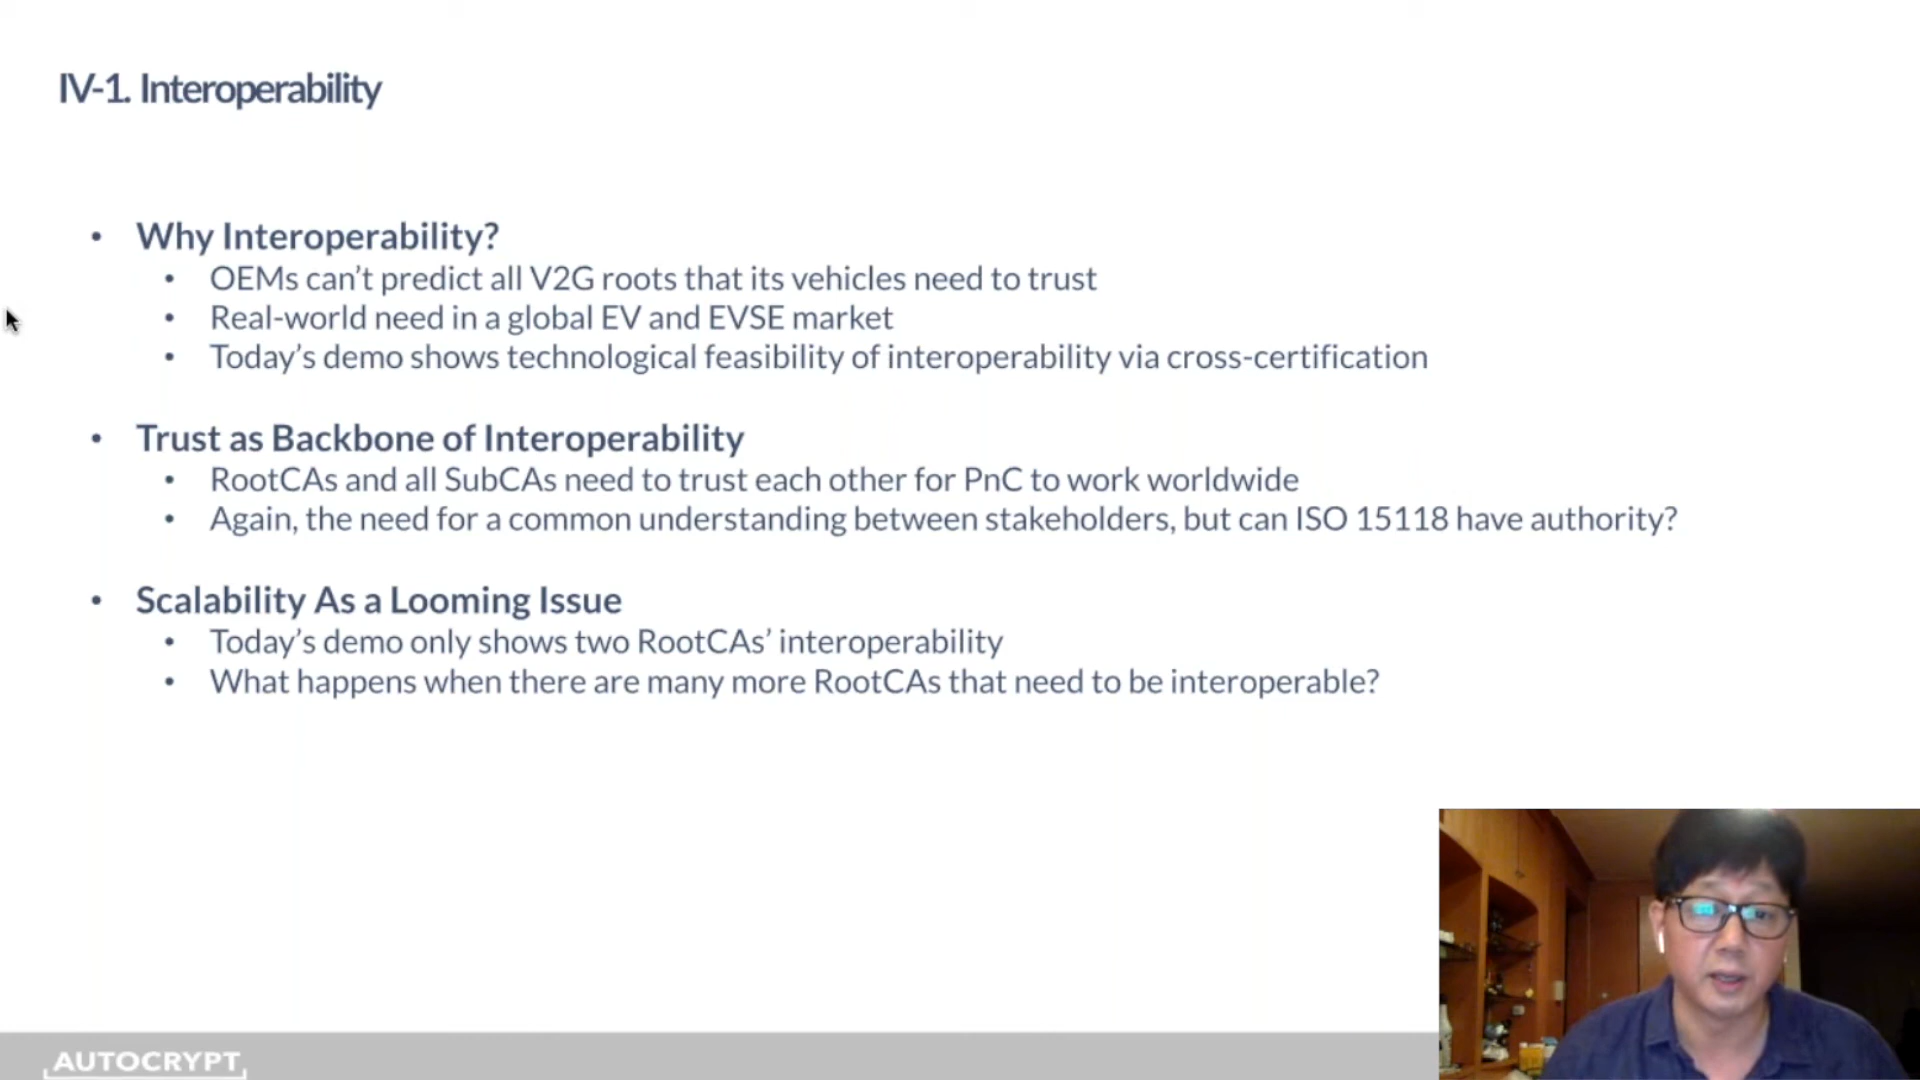 IV-1. Interoperability
• Why Interoperability?
• OEMs can't predict all V2G roots that its vehicles need to trust
• Real-world need in a global EV and EVSE market
• Today's demo shows technological feasibility of interoperability via cross-certification
• Trust as Backbone of Interoperability
• RootCAs and all SubCAs need to trust each other for PnC to work worldwide
• Again, the need for a common understanding between stakeholders, but can ISO 15118 have authority?
• Scalability As a Looming Issue
• Today's demo only shows two RootCAs' interoperability
• What happens when there are many more RootCAs that need to be interoperable?
AUTOCRYPT